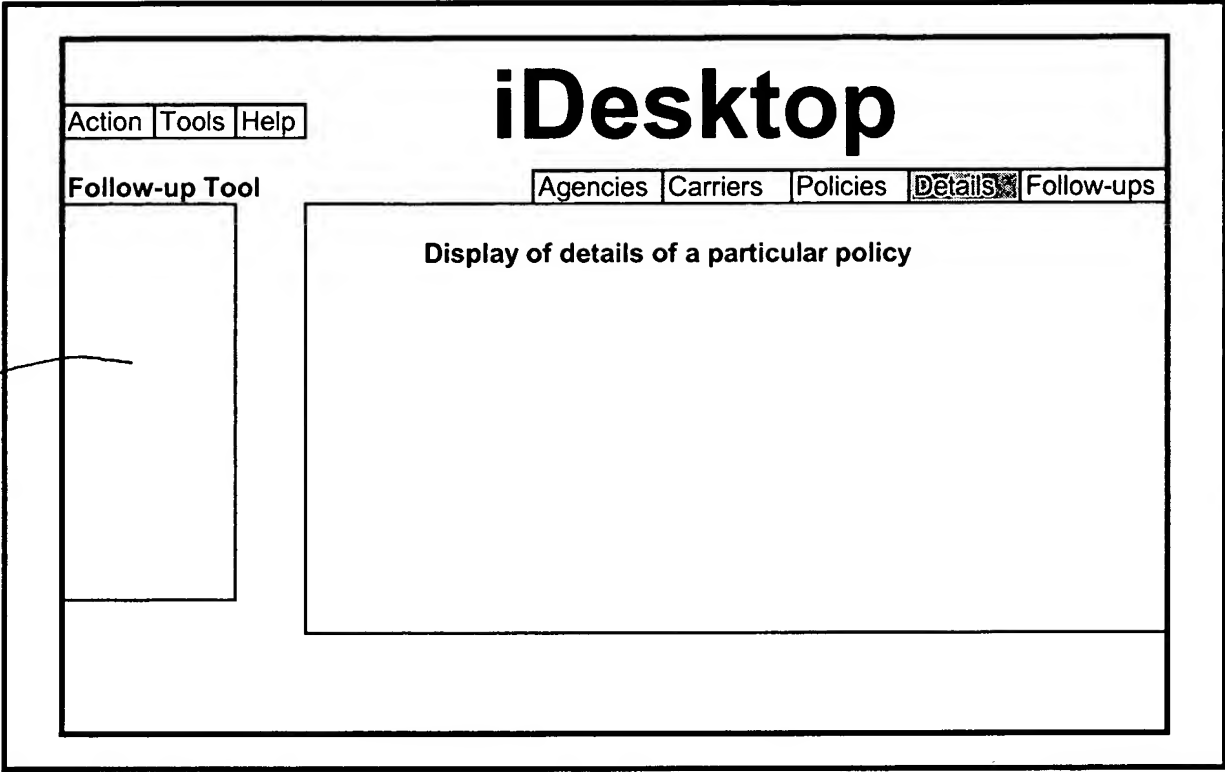 iDesktop
Action Tools Help
Follow-up Tool
Agencies Carriers Policies Details Follow-ups
Display of details of a particular policy